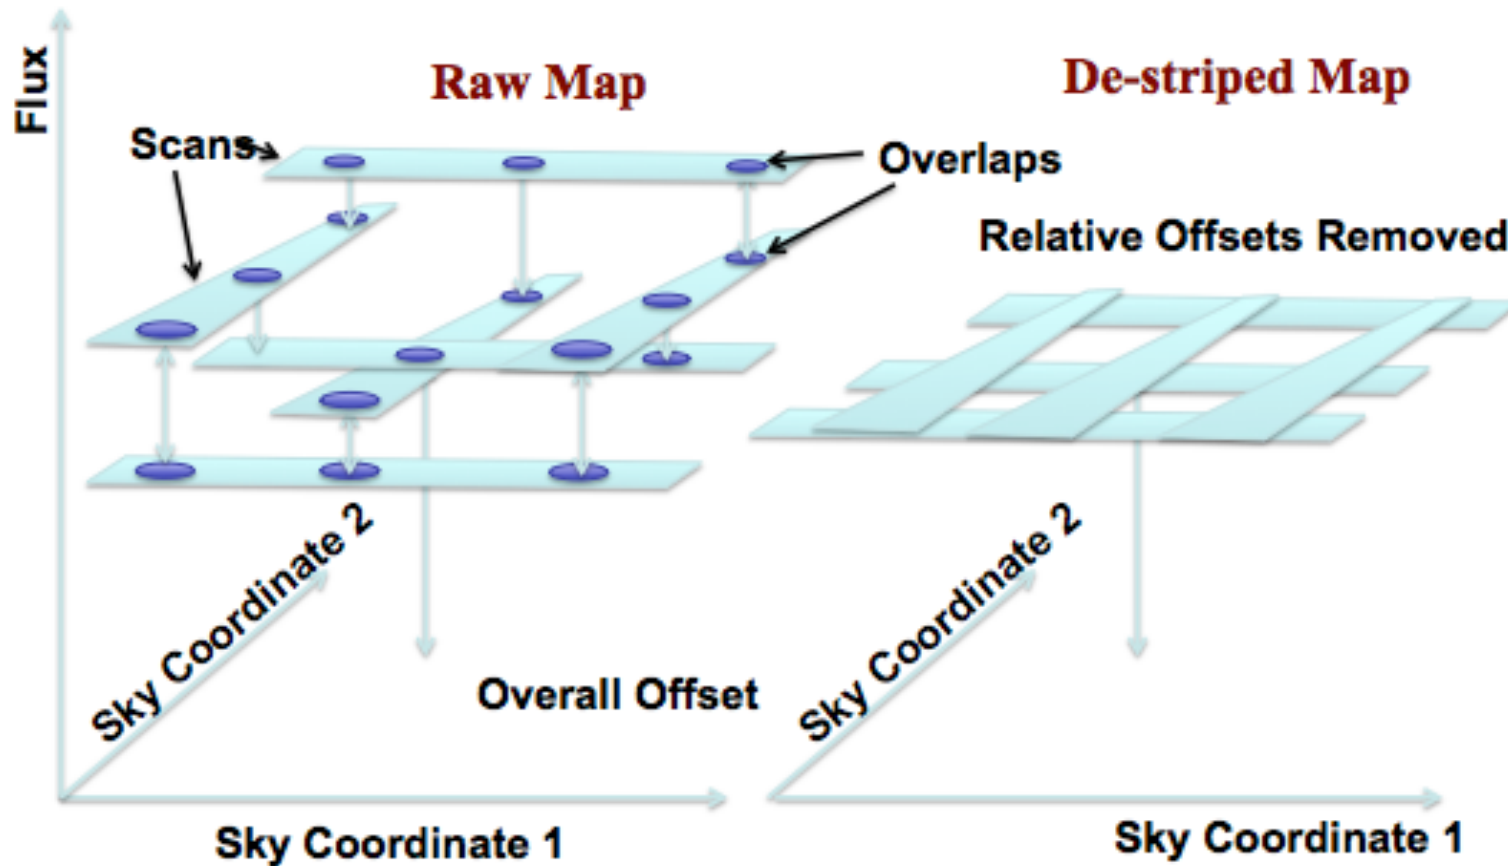 Flux
Raw Map
De-striped Map
Scans
Overlaps
Relative Offsets Removed
Sky Coordinate 2
Sky Coordinate 2
Overall Offset
Sky Coordinate 1
Sky Coordinate 1